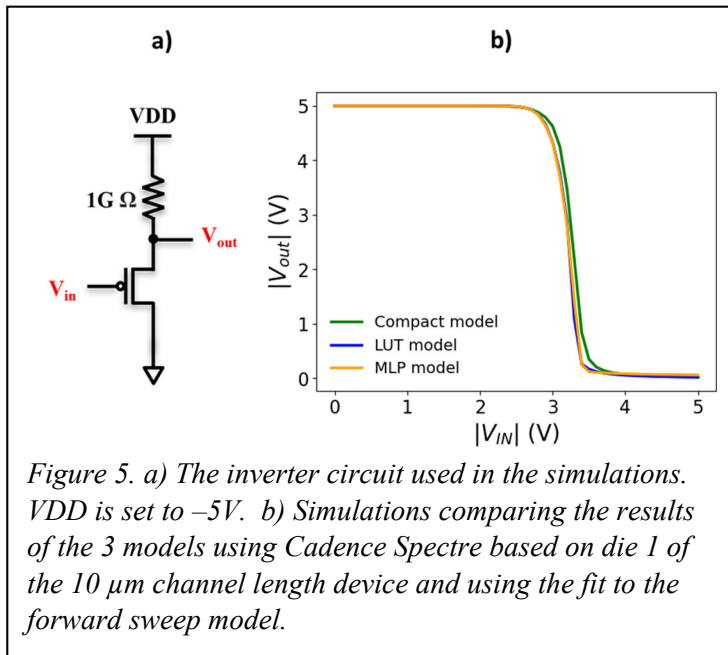 a)
b)
VDD
1G Ω
Vout
Vin
|Vout| (V)
5
4
3
2
1
0
Compact model
LUT model
MLP model
0 1 2 3 4 5
|VIN| (V)
Figure 5. a) The inverter circuit used in the simulations.
VDD is set to –5V. b) Simulations comparing the results
of the 3 models using Cadence Spectre based on die 1 of
the 10 µm channel length device and using the fit to the
forward sweep model.